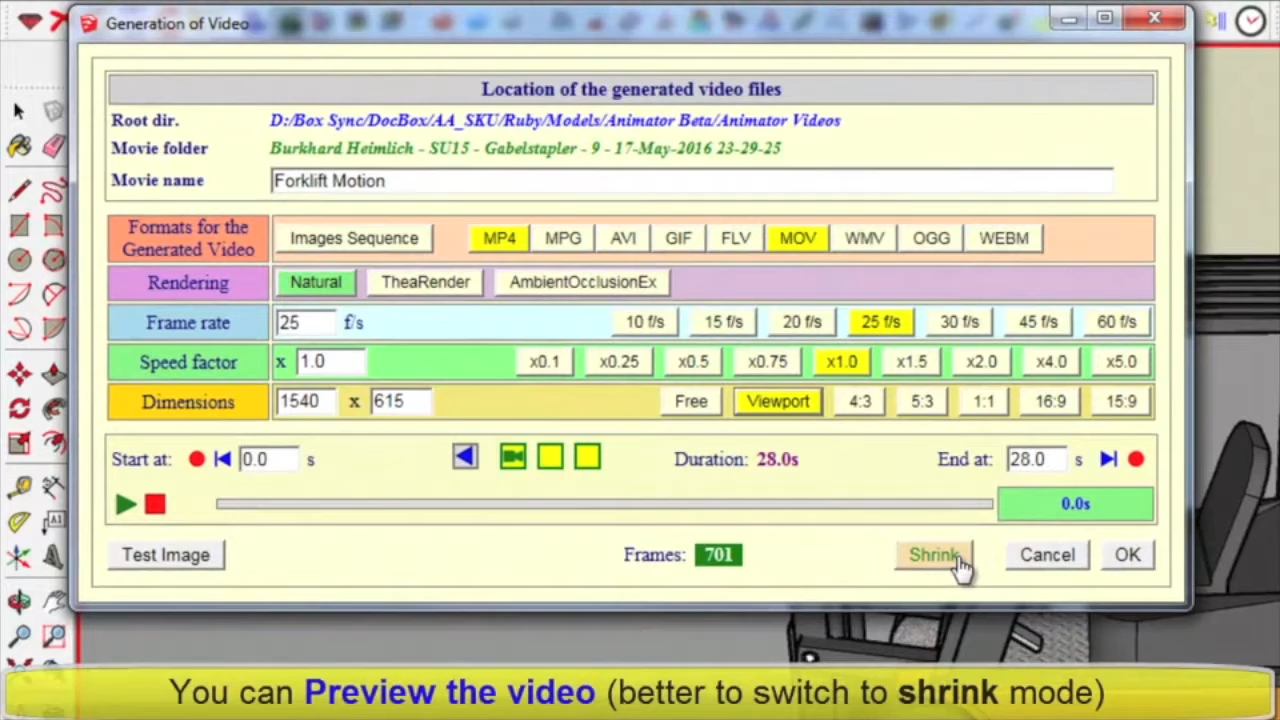 Generation of Video
Location of the generated video files
Root dir. D:/Box Sync/DocBox/AA_SKU/Ruby/Models/Animator Beta/Animator Videos
Movie folder Burkhard Heimlich - SU15 - Gabelstapler - 9 - 17-May-2016 23-29-25
Movie name Forklift Motion
Formats for the
Generated Video
Images Sequence MP4 MPG AVI GIF FLV MOV WMV OGG WEBM
Rendering Natural TheaRender AmbientOcclusionEx
Frame rate 25 f/s 10 f/s 15 f/s 20 f/s 25 f/s 30 f/s 45 f/s 60 f/s
Speed factor x 1.0 x0.1 x0.25 x0.5 x0.75 x1.0 x1.5 x2.0 x4.0 x5.0
Dimensions 1540 x 615 Free Viewport 4:3 5:3 1:1 16:9 15:9
Start at: 0.0 s Duration: 28.0s End at: 28.0 s
0.0s
Test Image Frames: 701 Shrink Cancel OK
A1
You can Preview the video (better to switch to shrink mode)